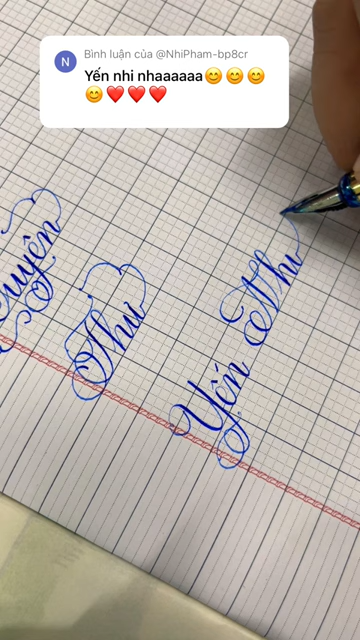 N
Bình luận của @NhiPham-bp8cr
Yến nhi nhaaaaaa😊😊😊
😊❤️❤️❤️
Thư
Yến Nhi